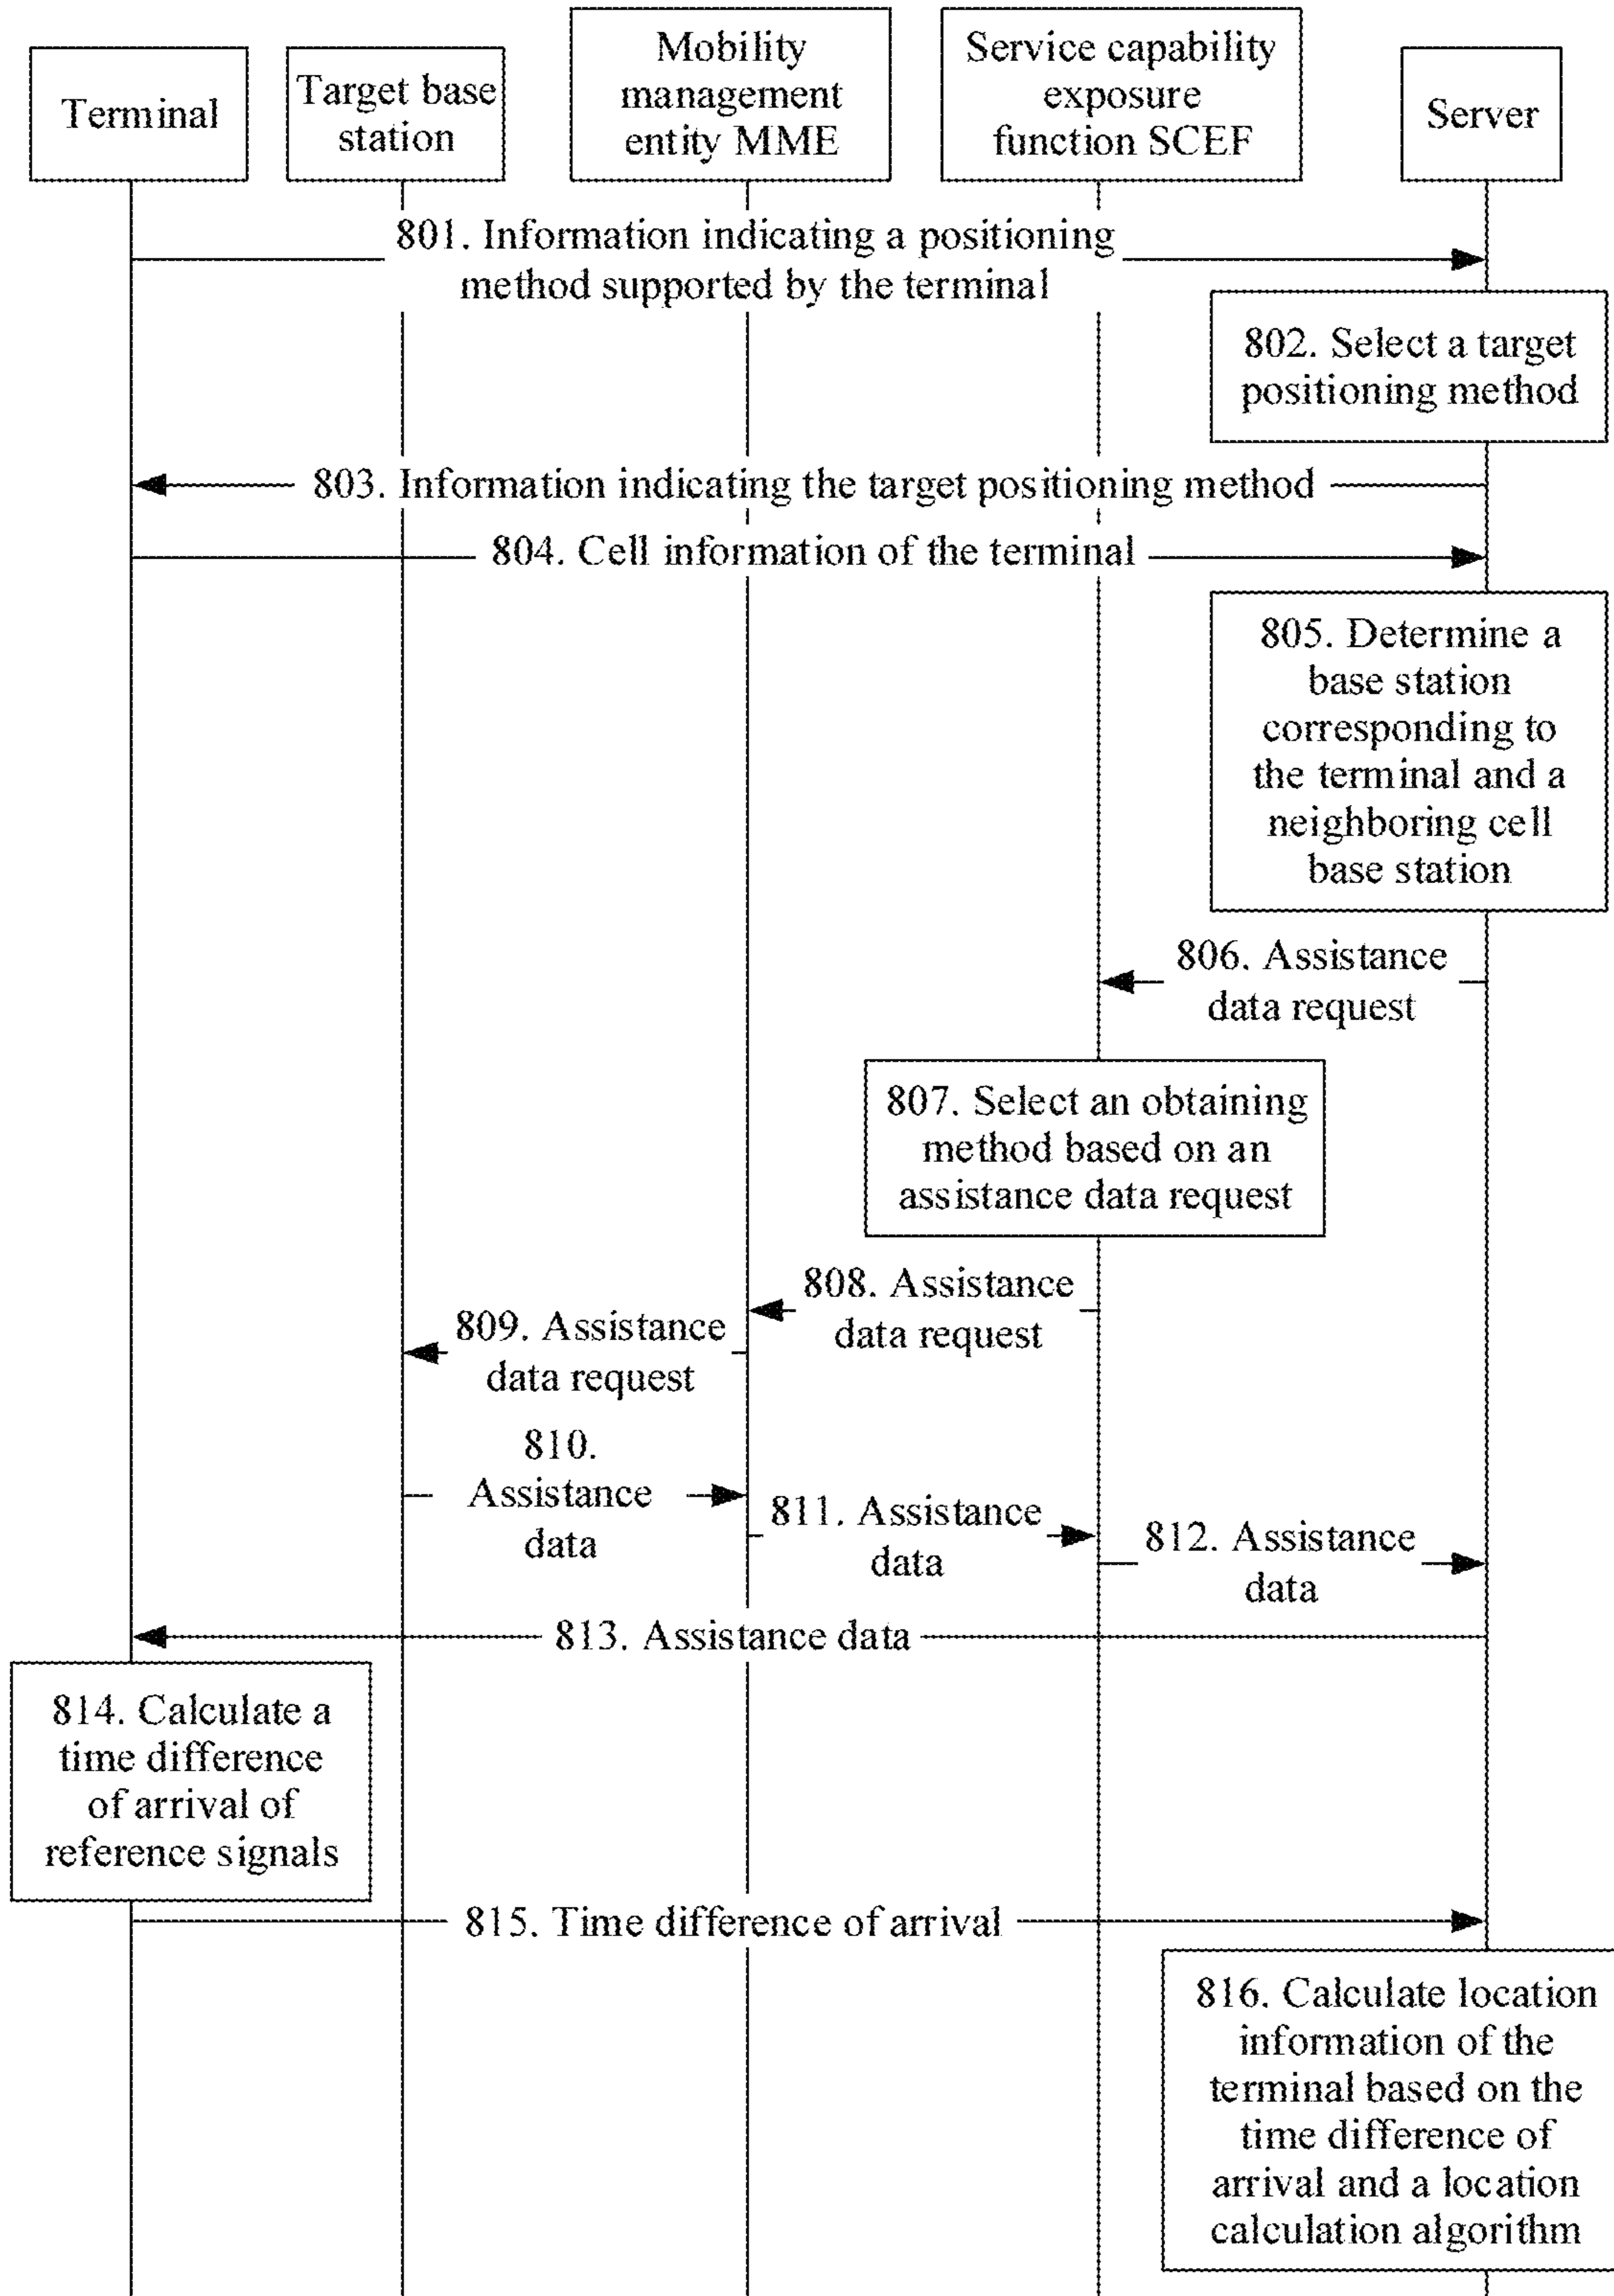 Terminal
Target base
station
Mobility
management
entity MME
Service capability
exposure
function SCEF
Server
801. Information indicating a positioning
method supported by the terminal
802. Select a target
positioning method
803. Information indicating the target positioning method
804. Cell information of the terminal
805. Determine a
base station
corresponding to
the terminal and a
neighboring cell
base station
806. Assistance
data request
807. Select an obtaining
method based on an
assistance data request
808. Assistance
data request
809. Assistance
data request
810.
Assistance
data
811. Assistance
data
812. Assistance
data
813. Assistance data
814. Calculate a
time difference
of arrival of
reference signals
815. Time difference of arrival
816. Calculate location
information of the
terminal based on the
time difference of
arrival and a location
calculation algorithm